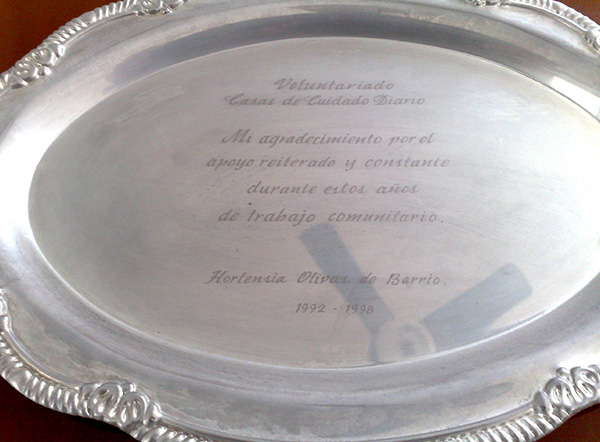 Voluntariado
Casas de Cuidado Diario
Mi agradecimiento por el
apoyo reiterado y constante
durante estos años
de trabajo comunitario.
Hortensia Olivas de Barrio.
1992 - 1998